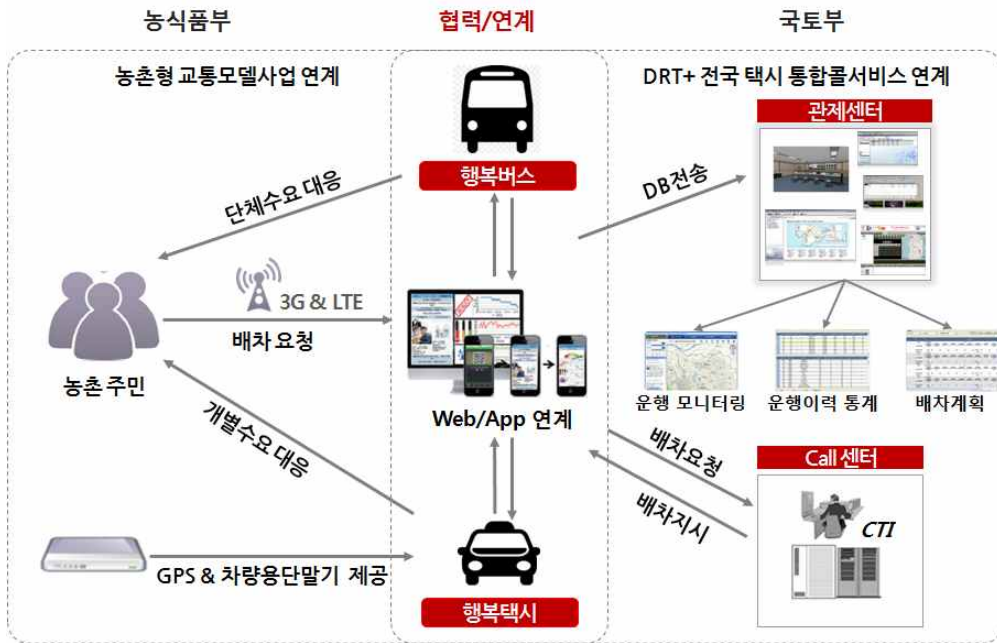 농식품부
협력/연계
국토부
농촌형 교통모델사업 연계
DRT+ 전국 택시 통합콜서비스 연계
관제센터
행복버스
단체수요 대응
DB전송
3G & LTE
배차 요청
농촌 주민
Web/App 연계
운행 모니터링
운행이력 통계
배차계획
개별수요 대응
배차요청
배차지시
Call 센터
CTI
GPS & 차량용단말기 제공
행복택시